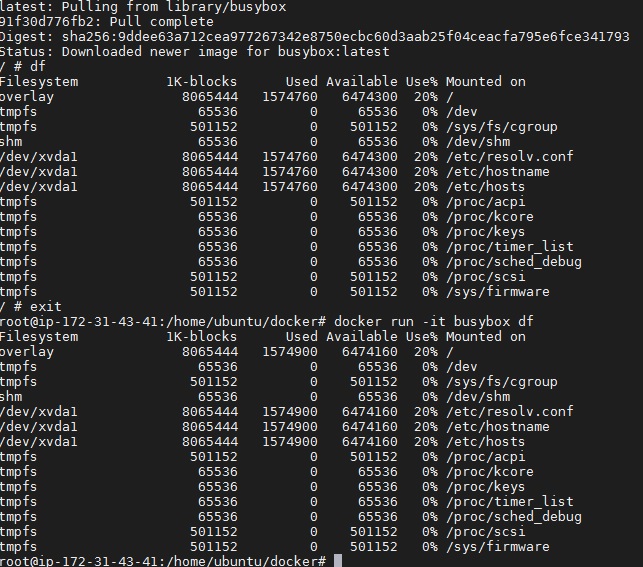 latest: Pulling from library/busybox
91f30d776fb2: Pull complete
Digest: sha256:9ddee63a712cea977267342e8750ecbc60d3aab25f04ceacfa795e6fce341793
Status: Downloaded newer image for busybox:latest
/ # df
Filesystem           1K-blocks      Used Available Use% Mounted on
overlay                8065444   1574760   6474300  20% /
tmpfs                    65536         0     65536   0% /dev
tmpfs                   501152         0    501152   0% /sys/fs/cgroup
shm                      65536         0     65536   0% /dev/shm
/dev/xvda1             8065444   1574760   6474300  20% /etc/resolv.conf
/dev/xvda1             8065444   1574760   6474300  20% /etc/hostname
/dev/xvda1             8065444   1574760   6474300  20% /etc/hosts
tmpfs                   501152         0    501152   0% /proc/acpi
tmpfs                    65536         0     65536   0% /proc/kcore
tmpfs                    65536         0     65536   0% /proc/keys
tmpfs                    65536         0     65536   0% /proc/timer_list
tmpfs                    65536         0     65536   0% /proc/sched_debug
tmpfs                   501152         0    501152   0% /proc/scsi
tmpfs                   501152         0    501152   0% /sys/firmware
/ # exit
root@ip-172-31-43-41:/home/ubuntu/docker# docker run -it busybox df
Filesystem           1K-blocks      Used Available Use% Mounted on
overlay                8065444   1574900   6474160  20% /
tmpfs                    65536         0     65536   0% /dev
tmpfs                   501152         0    501152   0% /sys/fs/cgroup
shm                      65536         0     65536   0% /dev/shm
/dev/xvda1             8065444   1574900   6474160  20% /etc/resolv.conf
/dev/xvda1             8065444   1574900   6474160  20% /etc/hostname
/dev/xvda1             8065444   1574900   6474160  20% /etc/hosts
tmpfs                   501152         0    501152   0% /proc/acpi
tmpfs                    65536         0     65536   0% /proc/kcore
tmpfs                    65536         0     65536   0% /proc/keys
tmpfs                    65536         0     65536   0% /proc/timer_list
tmpfs                    65536         0     65536   0% /proc/sched_debug
tmpfs                   501152         0    501152   0% /proc/scsi
tmpfs                   501152         0    501152   0% /sys/firmware
root@ip-172-31-43-41:/home/ubuntu/docker#